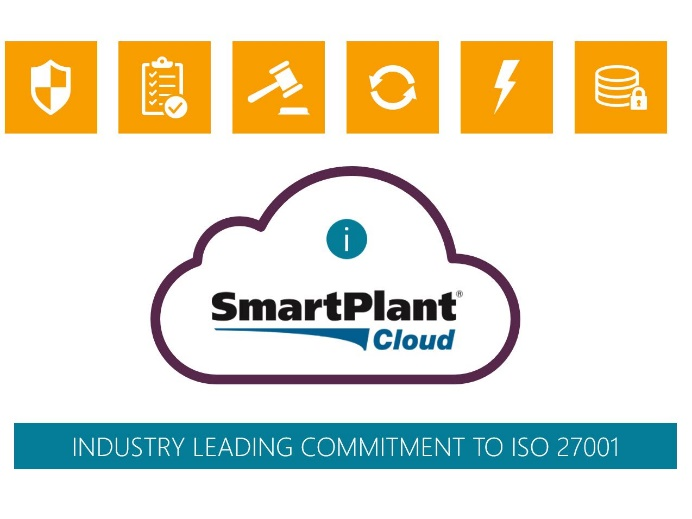 i
SmartPlant®
Cloud
INDUSTRY LEADING COMMITMENT TO ISO 27001